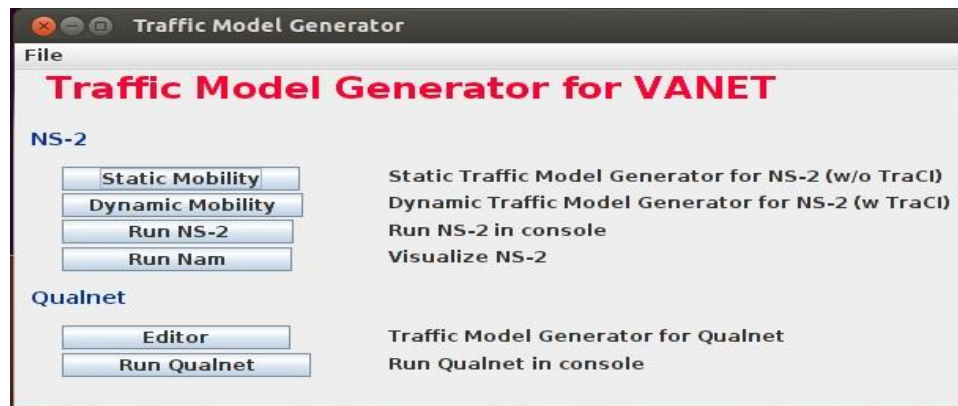 Traffic Model Generator
File
Traffic Model Generator for VANET
NS-2
Static Mobility Static Traffic Model Generator for NS-2 (w/o TraCI)
Dynamic Mobility Dynamic Traffic Model Generator for NS-2 (w TraCI)
Run NS-2 Run NS-2 in console
Run Nam Visualize NS-2
Qualnet
Editor Traffic Model Generator for Qualnet
Run Qualnet Run Qualnet in console